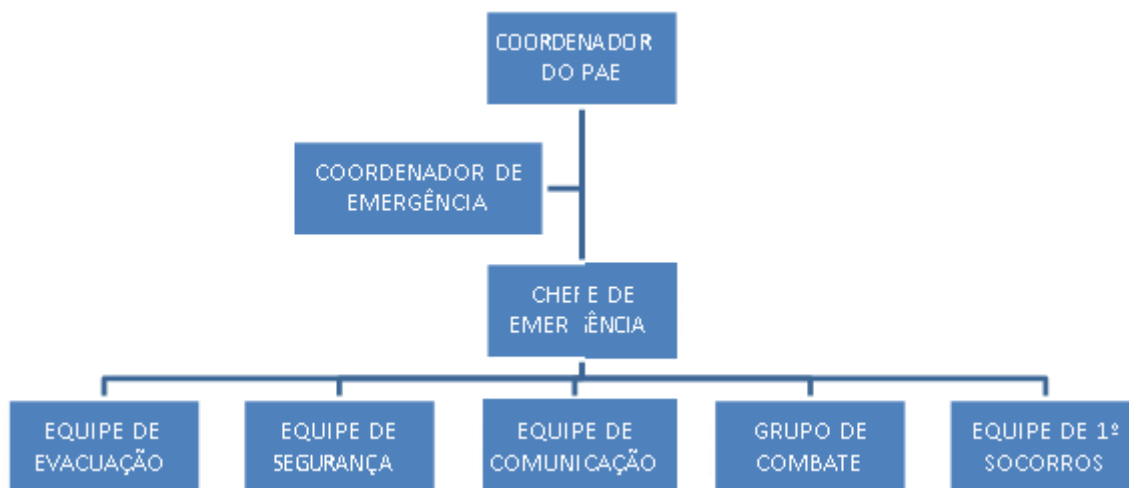 COORDENADOR
DO PAE
COORDENADOR DE
EMERGÊNCIA
CHEFE DE
EMERGÊNCIA
EQUIPE DE
EVACUAÇÃO
EQUIPE DE
SEGURANÇA
EQUIPE DE
COMUNICAÇÃO
GRUPO DE
COMBATE
EQUIPE DE 1º
SOCORROS